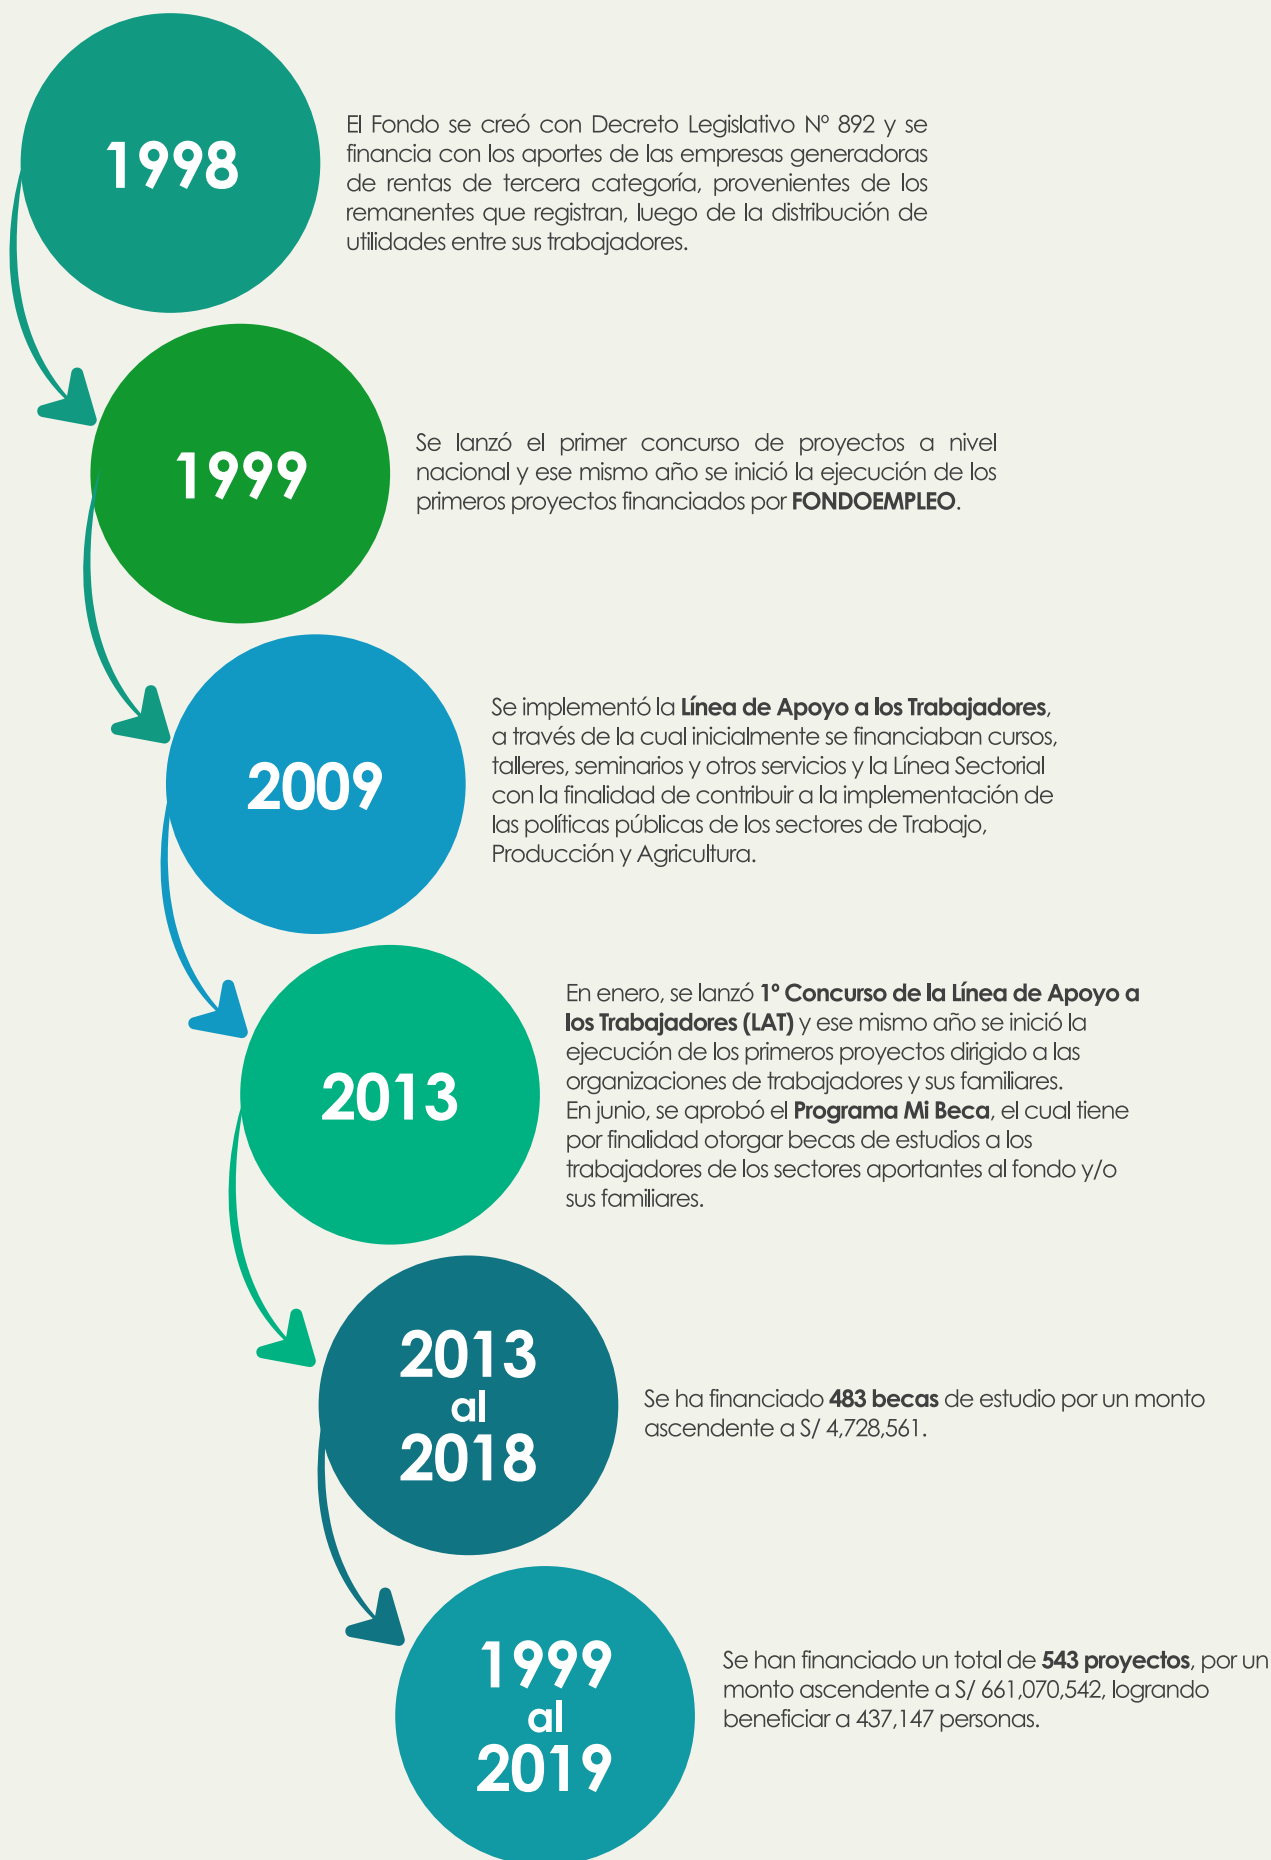 1998
El Fondo se creó con Decreto Legislativo Nº 892 y se
financia con los aportes de las empresas generadoras
de rentas de tercera categoría, provenientes de los
remanentes que registran, luego de la distribución de
utilidades entre sus trabajadores.
1999
Se lanzó el primer concurso de proyectos a nivel
nacional y ese mismo año se inició la ejecución de los
primeros proyectos financiados por FONDOEMPLEO.
2009
Se implementó la Línea de Apoyo a los Trabajadores,
a través de la cual inicialmente se financiaban cursos,
talleres, seminarios y otros servicios y la Línea Sectorial
con la finalidad de contribuir a la implementación de
las políticas públicas de los sectores de Trabajo,
Producción y Agricultura.
2013
En enero, se lanzó 1º Concurso de la Línea de Apoyo a
los Trabajadores (LAT) y ese mismo año se inició la
ejecución de los primeros proyectos dirigido a las
organizaciones de trabajadores y sus familiares.
En junio, se aprobó el Programa Mi Beca, el cual tiene
por finalidad otorgar becas de estudios a los
trabajadores de los sectores aportantes al fondo y/o
sus familiares.
2013
al
2018
Se ha financiado 483 becas de estudio por un monto
ascendente a S/ 4,728,561.
1999
al
2019
Se han financiado un total de 543 proyectos, por un
monto ascendente a S/ 661,070,542, logrando
beneficiar a 437,147 personas.